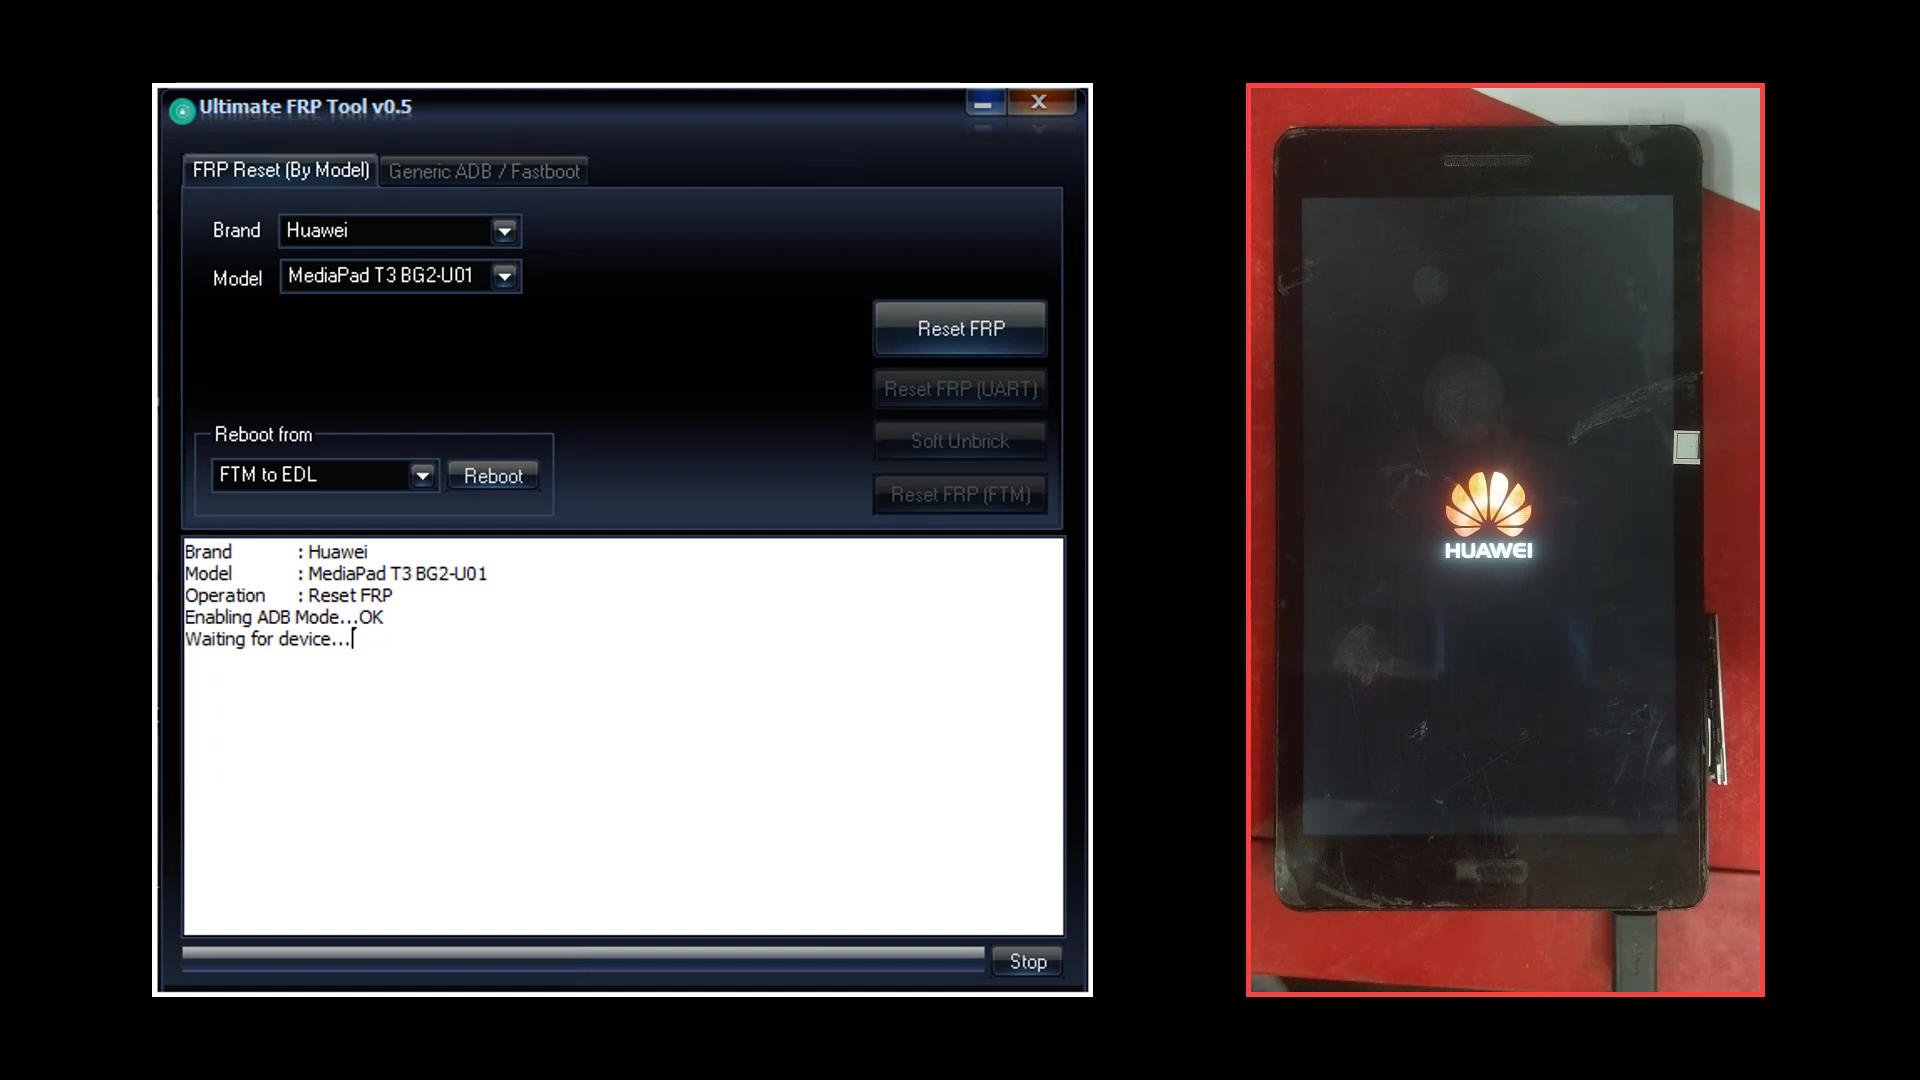 Ultimate FRP Tool v0.5
X
FRP Reset (By Model)
Generic ADB / Fastboot
Brand
Huawei
Model
MediaPad T3 BG2-U01
Reset FRP
Reset FRP (UART)
Soft Unbrick
Reset FRP (FTM)
Reboot from
FTM to EDL
Reboot
Brand : Huawei
Model : MediaPad T3 BG2-U01
Operation : Reset FRP
Enabling ADB Mode...OK
Waiting for device...
Stop
HUAWEI